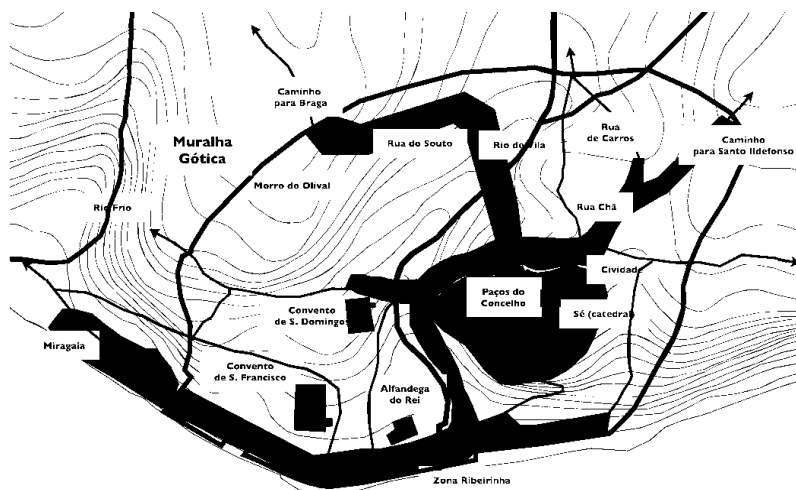 Caminho
para Braga
Muralha
Gótica
Rua do Souto
Rio da Vila
Rua
de Carros
Caminho
para Santo Ildefonso
Morro do Olival
Rio Frio
Rua Chã
Cividade
Paços do
Concelho
Sé (catedral)
Convento
de S. Domingos
Miragaia
Convento
de S. Francisco
Alfandega
do Rei
Zona Ribeirinha